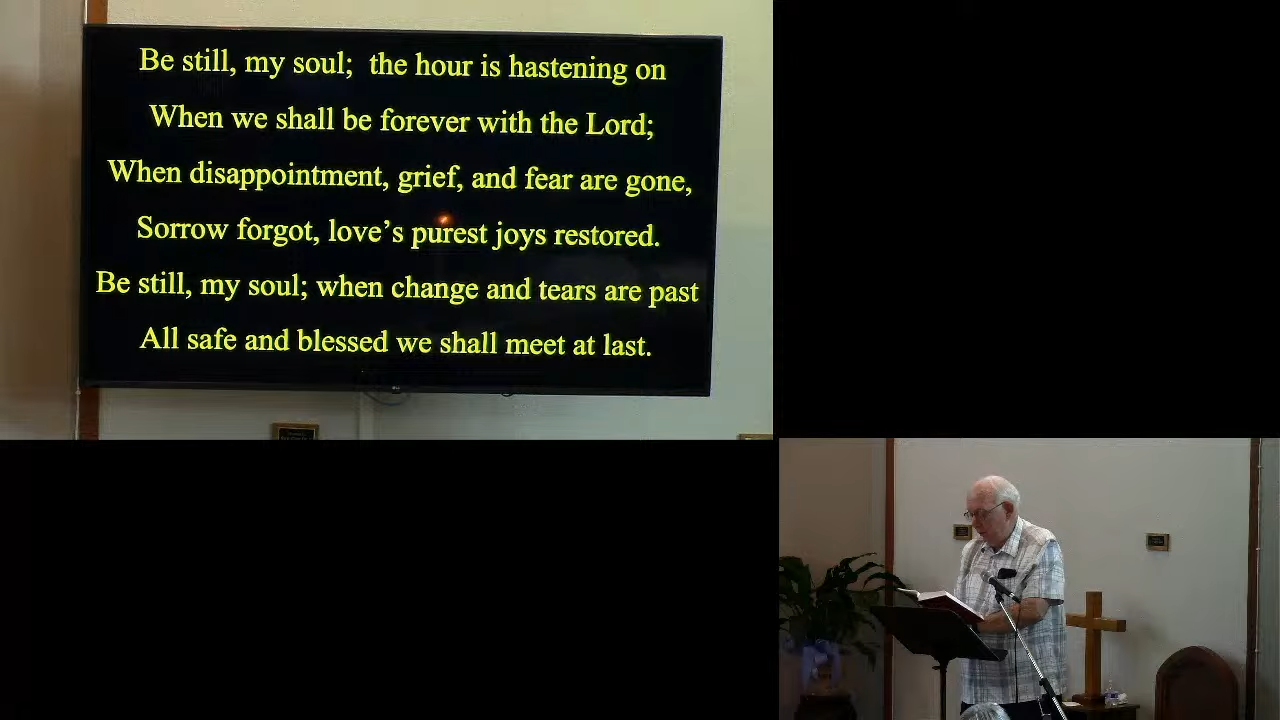 Be still, my soul;  the hour is hastening on
When we shall be forever with the Lord;
When disappointment, grief, and fear are gone,
Sorrow forgot, love’s purest joys restored.
Be still, my soul; when change and tears are past
All safe and blessed we shall meet at last.